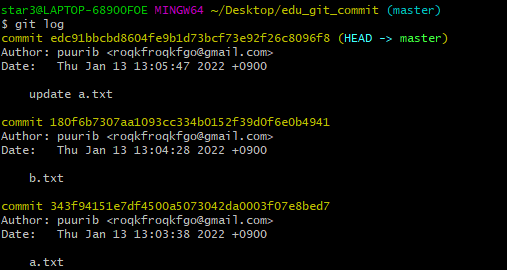 star3@LAPTOP-68900FOE MINGW64 ~/Desktop/edu_git_commit (master)
$ git log
commit edc91bbcbd8604fe9b1d73bcf73e92f26c8096f8 (HEAD -> master)
Author: puurib <roqkfroqkfgo@gmail.com>
Date:   Thu Jan 13 13:05:47 2022 +0900
    update a.txt
commit 180f6b7307aa1093cc334b0152f39d0f6e0b4941
Author: puurib <roqkfroqkfgo@gmail.com>
Date:   Thu Jan 13 13:04:28 2022 +0900
    b.txt
commit 343f94151e7df4500a5073042da0003f07e8bed7
Author: puurib <roqkfroqkfgo@gmail.com>
Date:   Thu Jan 13 13:03:38 2022 +0900
    a.txt